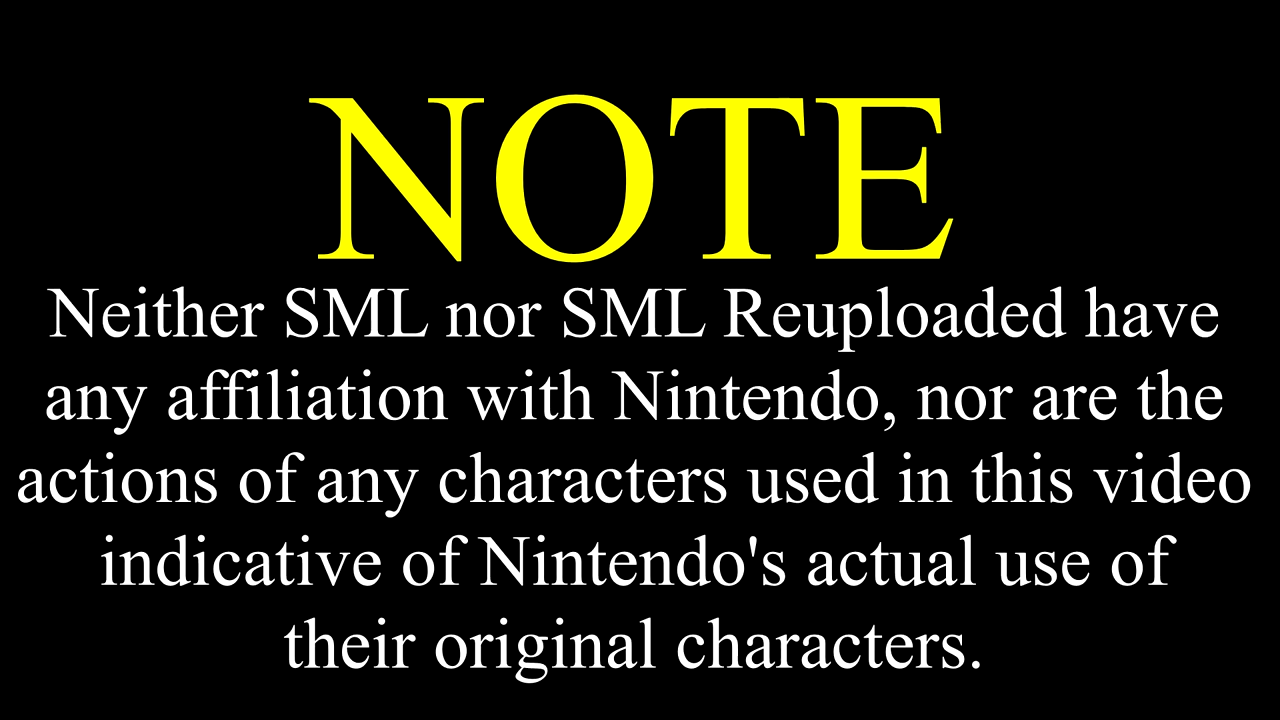 NOTE
Neither SML nor SML Reuploaded have
any affiliation with Nintendo, nor are the
actions of any characters used in this video
indicative of Nintendo's actual use of
their original characters.